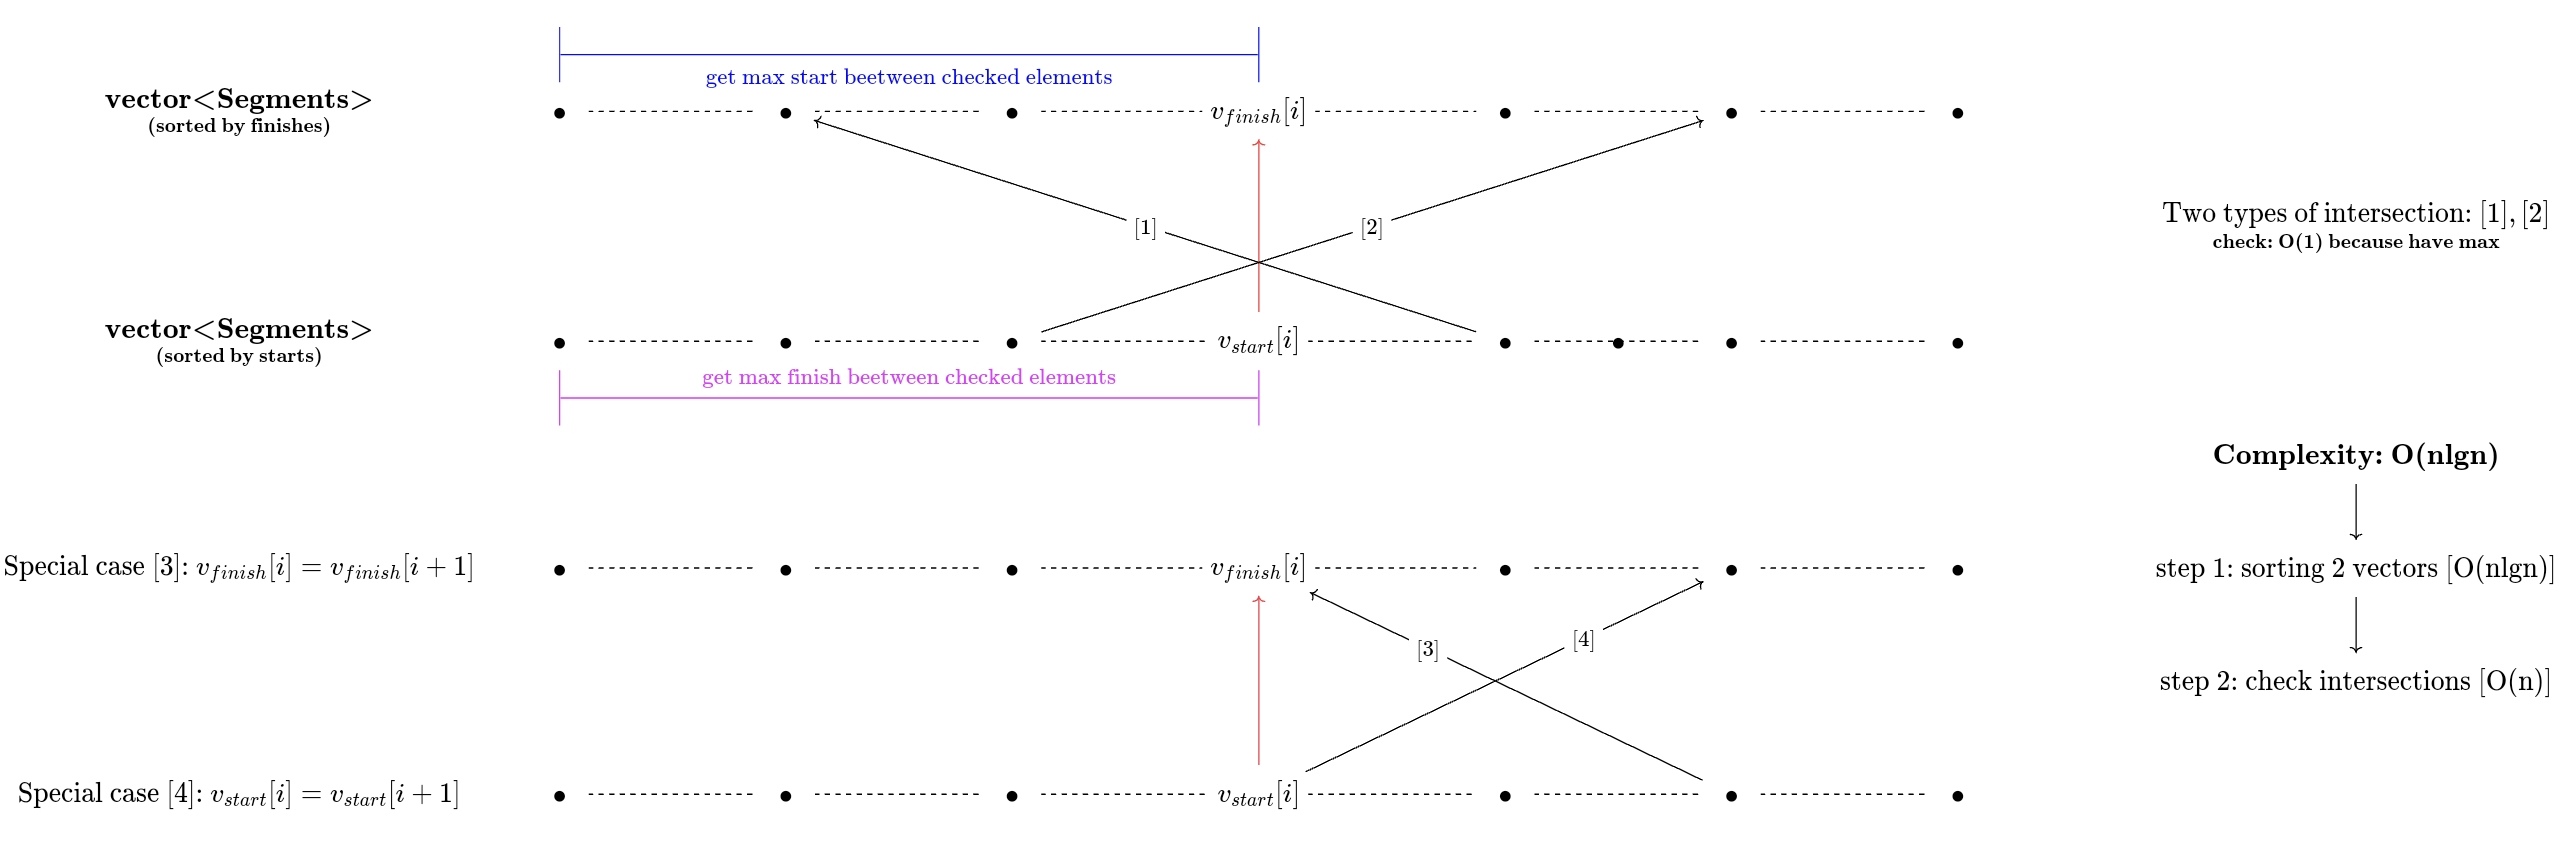 get max start beetween checked elements
vector<Segments>
(sorted by finishes)
v_{finish}[i]
[1]
[2]
Two types of intersection: [1], [2]
check: O(1) because have max
vector<Segments>
(sorted by starts)
v_{start}[i]
get max finish beetween checked elements
Complexity: O(nlgn)
Special case [3]: v_{finish}[i] = v_{finish}[i + 1]
v_{finish}[i]
step 1: sorting 2 vectors [O(nlgn)]
[3]
[4]
step 2: check intersections [O(n)]
Special case [4]: v_{start}[i] = v_{start}[i + 1]
v_{start}[i]